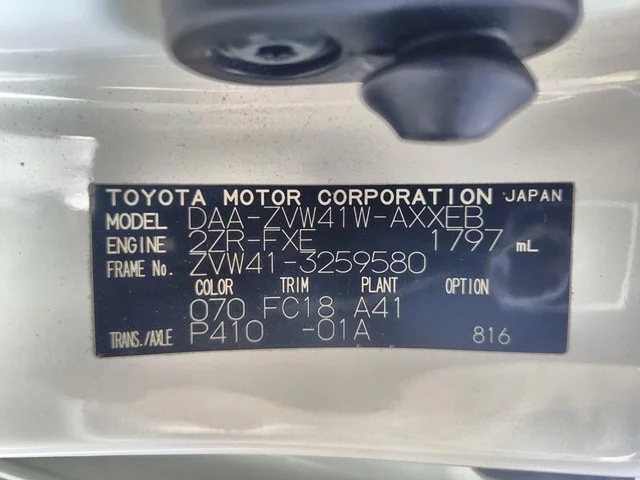 TOYOTA MOTOR CORPORATION JAPAN
MODEL DAA-ZVW41W-AXXEB
ENGINE 2ZR-FXE 1797 mL
FRAME No. ZVW41-3259580
COLOR TRIM PLANT OPTION
070 FC18 A41
TRANS./AXLE P410 -01A 816